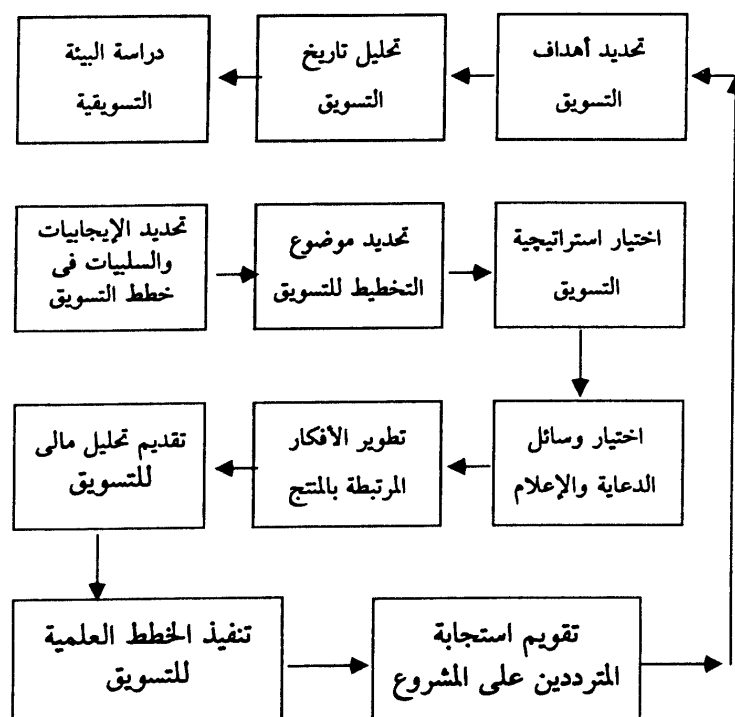 تحديد أهداف
التسويق
تحليل تاريخ
التسويق
دراسة البيئة
التسويقية
تحديد الإيجابيات
والسلبيات فى
خطط التسويق
تحديد موضوع
التخطيط للتسويق
اختيار استراتيجية
التسويق
اختيار وسائل
الدعاية والإعلام
تطوير الأفكار
المرتبطة بالمنتج
تقديم تحليل مالى
للتسويق
تنفيذ الخطط العلمية
للتسويق
تقويم استجابة
المترددين على المشروع